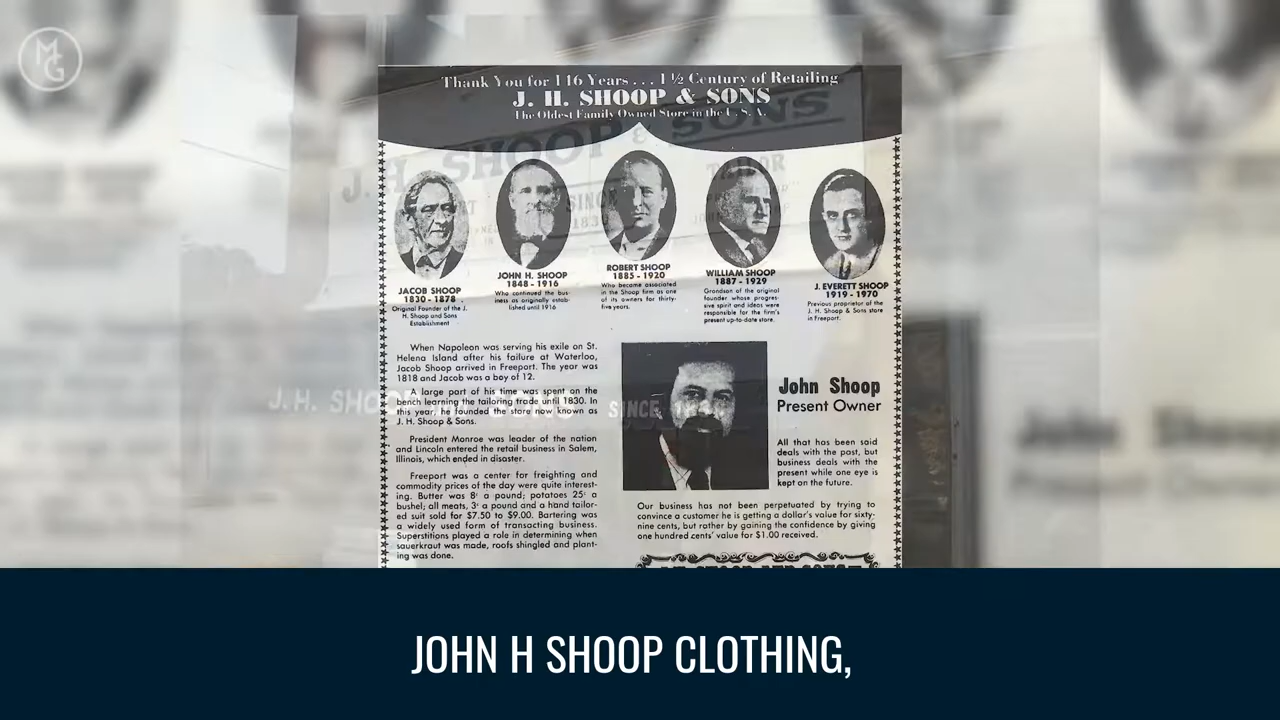 MG
Thank You for 146 Years . . . 1 ½ Century of Retailing
J. H. SHOOP & SONS
The Oldest Family Owned Store in the U. S. A.
JACOB SHOOP
1830 - 1878
Original Founder of the J.
H. Shoop and Sons
Establishment
JOHN H. SHOOP
1848 - 1916
Who continued the bus-
iness as originally estab-
lished until 1916
ROBERT SHOOP
1885 - 1920
Who became associated
in the Shoop firm as one
of its owners for thirty-
five years.
WILLIAM SHOOP
1887 - 1929
Grandson of the original
founder whose progres-
sive spirit and ideas were
responsible for the firm's
present up-to-date store.
J. EVERETT SHOOP
1919 - 1970
Previous proprietor of the
J. H. Shoop & Sons store
in Freeport.
When Napoleon was serving his exile on St.
Helena Island after his failure at Waterloo,
Jacob Shoop arrived in Freeport. The year was
1818 and Jacob was a boy of 12.
A large part of his time was spent on the
bench learning the tailoring trade until 1830. In
this year, he founded the store now known as
J. H. Shoop & Sons.
President Monroe was leader of the nation
and Lincoln entered the retail business in Salem,
Illinois, which ended in disaster.
Freeport was a center for freighting and
commodity prices of the day were quite interest-
ing. Butter was 8¢ a pound; potatoes 25¢ a
bushel; all meats, 3¢ a pound and a hand tailor-
ed suit sold for $7.50 to $9.00. Bartering was
a widely used form of transacting business.
Superstitions played a role in determining when
sauerkraut was made, roofs shingled and plant-
ing was done.
John Shoop
Present Owner
All that has been said
deals with the past, but
business deals with the
present while one eye is
kept on the future.
Our business has not been perpetuated by trying to
convince a customer he is getting a dollar's value for sixty-
nine cents, but rather by gaining the confidence by giving
one hundred cents' value for $1.00 received.
J. H. SHOOP & SONS
SINCE
TAILOR
J. H. SHOOP
SINCE
JOHN H SHOOP CLOTHING,